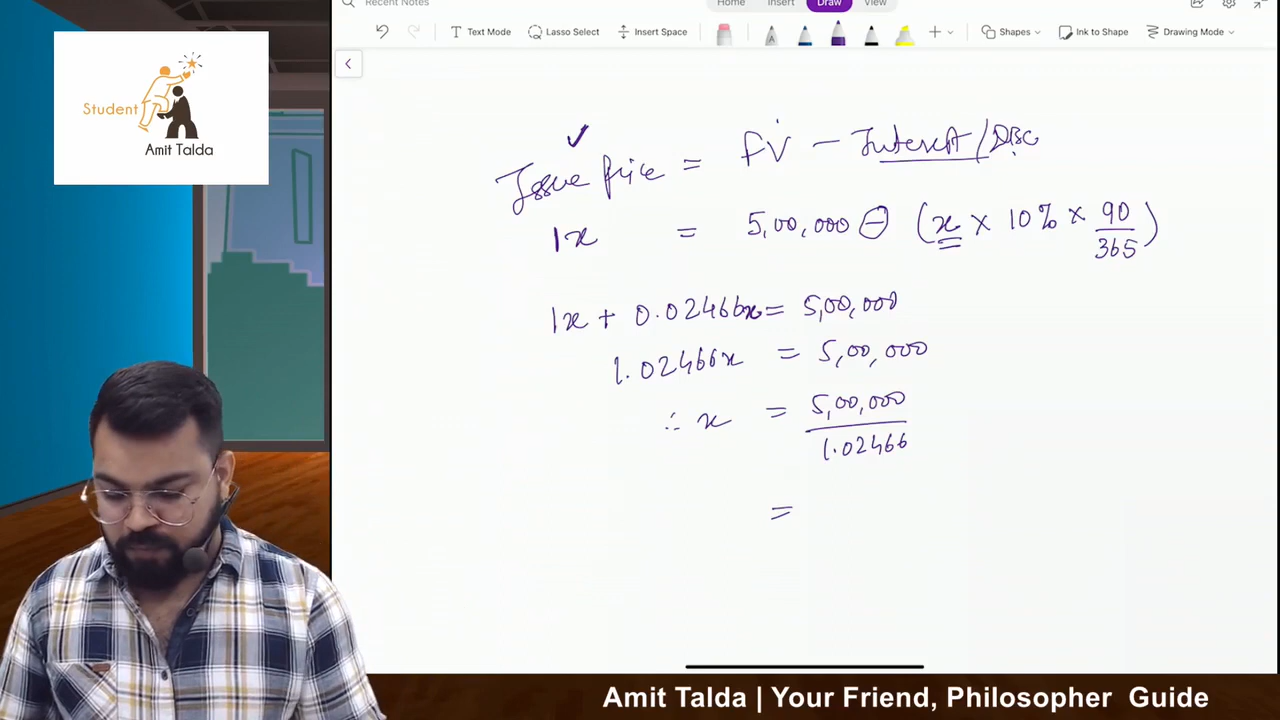 Recent Notes
Home Insert Draw View
Text Mode Lasso Select Insert Space Shapes Ink to Shape Drawing Mode
Student
Amit Talda
Issue Price = FV - Interest/Disc
1x = 5,00,000 - (x × 10% × 90/365)
1x + 0.02466x = 5,00,000
1.02466x = 5,00,000
∴ x = 5,00,000/1.02466
=
Amit Talda | Your Friend, Philosopher Guide